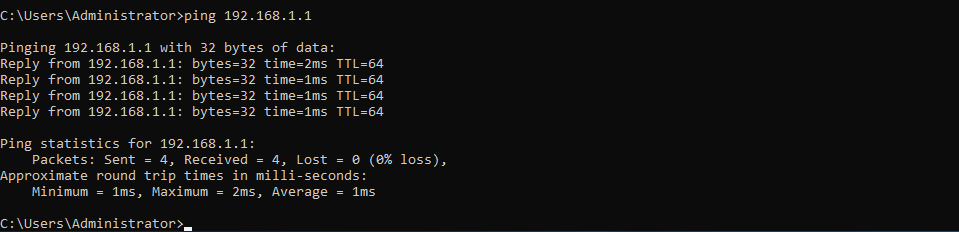 C:\Users\Administrator>ping 192.168.1.1
Pinging 192.168.1.1 with 32 bytes of data:
Reply from 192.168.1.1: bytes=32 time=2ms TTL=64
Reply from 192.168.1.1: bytes=32 time=1ms TTL=64
Reply from 192.168.1.1: bytes=32 time=1ms TTL=64
Reply from 192.168.1.1: bytes=32 time=1ms TTL=64
Ping statistics for 192.168.1.1:
    Packets: Sent = 4, Received = 4, Lost = 0 (0% loss),
Approximate round trip times in milli-seconds:
    Minimum = 1ms, Maximum = 2ms, Average = 1ms
C:\Users\Administrator>